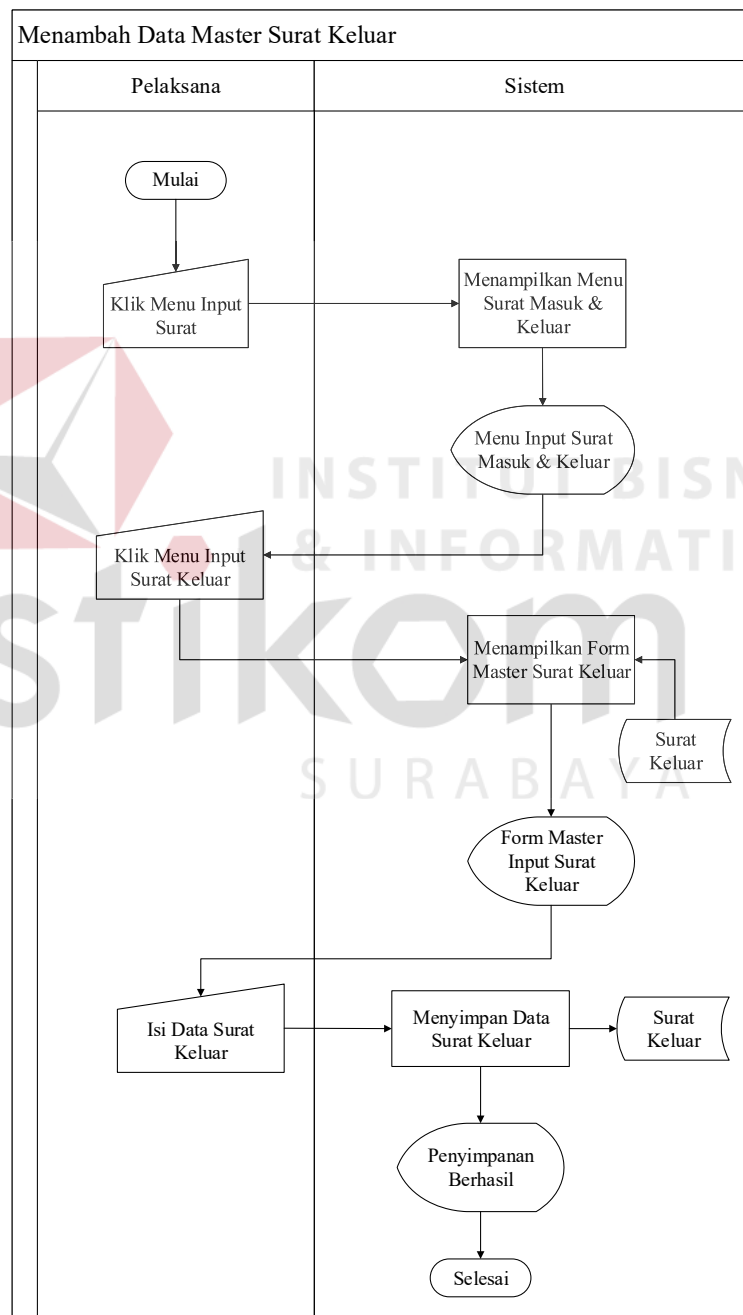 Menambah Data Master Surat Keluar
Pelaksana
Sistem
Mulai
Klik Menu Input
Surat
Menampilkan Menu
Surat Masuk &
Keluar
Menu Input Surat
Masuk & Keluar
INSTITUT BISN
& INFORMATI
Klik Menu Input
Surat Keluar
stikom
SURABAYA
Menampilkan Form
Master Surat Keluar
Surat
Keluar
Form Master
Input Surat
Keluar
Isi Data Surat
Keluar
Menyimpan Data
Surat Keluar
Surat
Keluar
Penyimpanan
Berhasil
Selesai